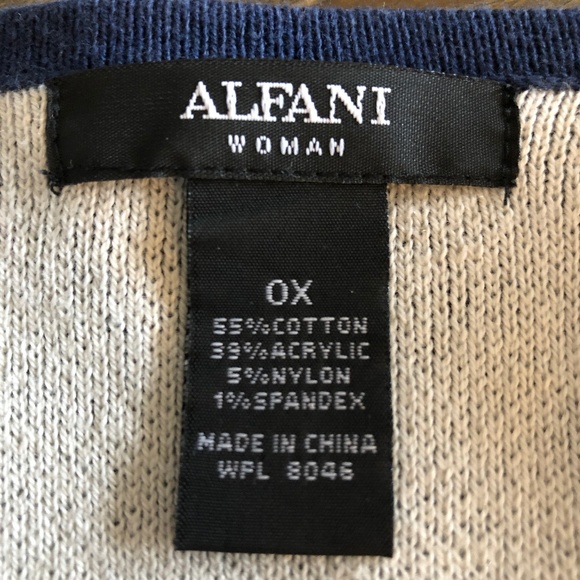 ALFANI
WOMAN
0X
55%COTTON
39%ACRYLIC
5%NYLON
1%SPANDEX
MADE IN CHINA
WPL 8046